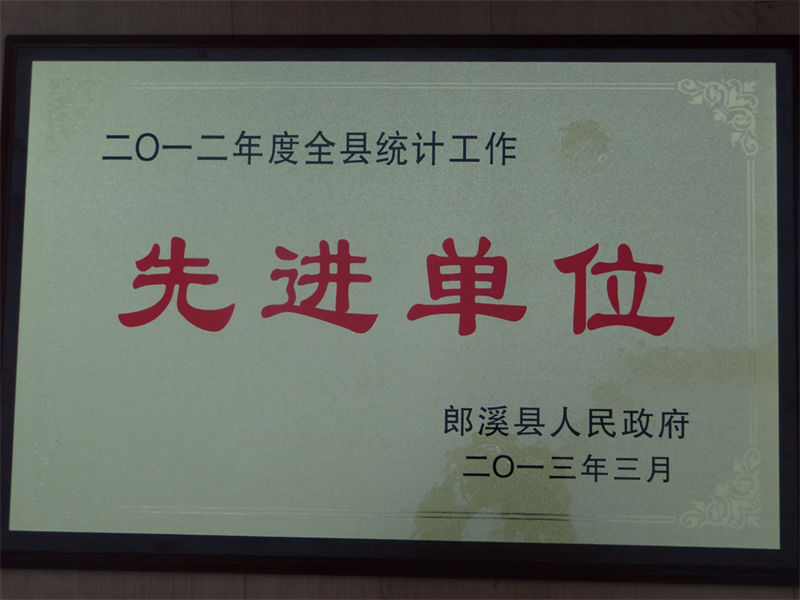 二〇一二年度全县统计工作
先进单位
郎溪县人民政府
二〇一三年三月